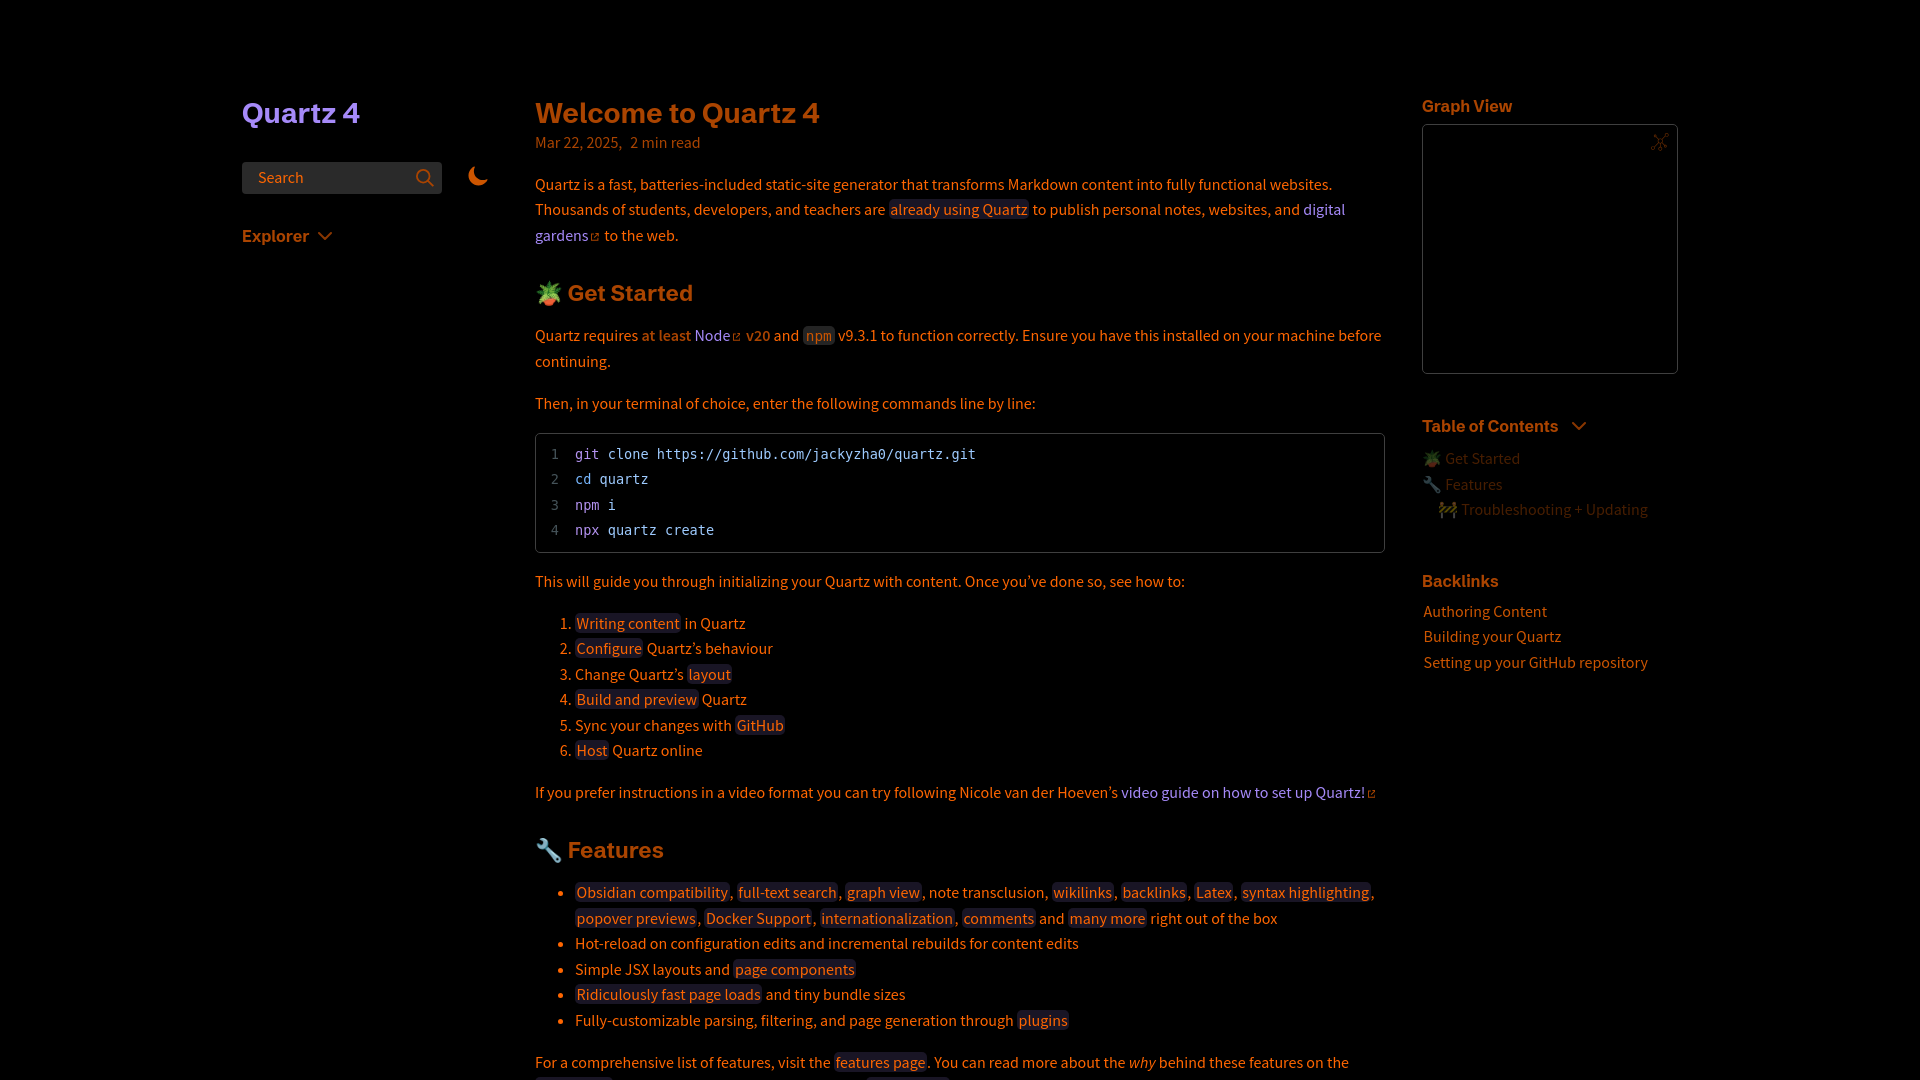 Quartz 4
Search
Explorer
Welcome to Quartz 4
Mar 22, 2025, 2 min read
Quartz is a fast, batteries-included static-site generator that transforms Markdown content into fully functional websites.
Thousands of students, developers, and teachers are already using Quartz to publish personal notes, websites, and digital
gardens to the web.
🪴 Get Started
Quartz requires at least Node v20 and npm v9.3.1 to function correctly. Ensure you have this installed on your machine before
continuing.
Then, in your terminal of choice, enter the following commands line by line:
1 git clone https://github.com/jackyzha0/quartz.git
2 cd quartz
3 npm i
4 npx quartz create
This will guide you through initializing your Quartz with content. Once you’ve done so, see how to:
1. Writing content in Quartz
2. Configure Quartz’s behaviour
3. Change Quartz’s layout
4. Build and preview Quartz
5. Sync your changes with GitHub
6. Host Quartz online
If you prefer instructions in a video format you can try following Nicole van der Hoeven’s video guide on how to set up Quartz!
🔧 Features
• Obsidian compatibility, full-text search, graph view, note transclusion, wikilinks, backlinks, Latex, syntax highlighting,
popover previews, Docker Support, internationalization, comments and many more right out of the box
• Hot-reload on configuration edits and incremental rebuilds for content edits
• Simple JSX layouts and page components
• Ridiculously fast page loads and tiny bundle sizes
• Fully-customizable parsing, filtering, and page generation through plugins
For a comprehensive list of features, visit the features page. You can read more about the why behind these features on the
Graph View
Table of Contents
🪴 Get Started
🔧 Features
🚧 Troubleshooting + Updating
Backlinks
Authoring Content
Building your Quartz
Setting up your GitHub repository